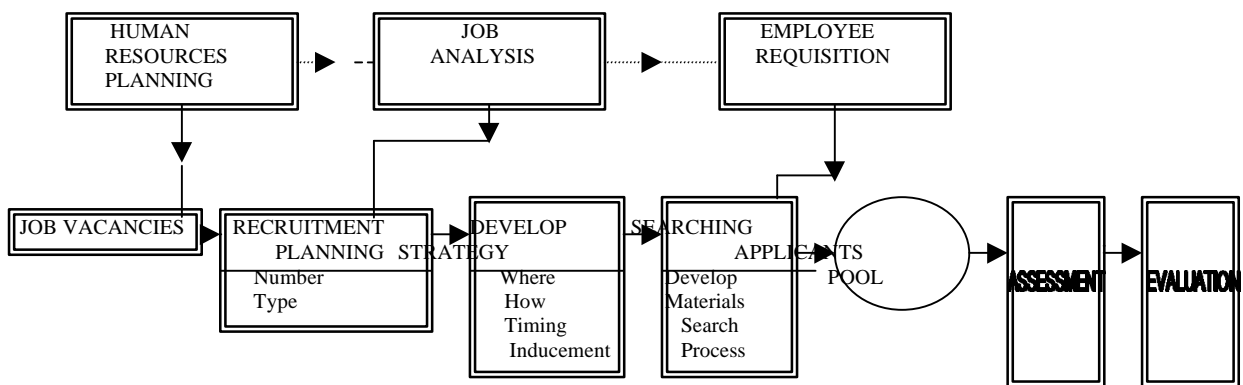 HUMAN
RESOURCES
PLANNING
JOB
ANALYSIS
EMPLOYEE
REQUISITION
JOB VACANCIES
RECRUITMENT
PLANNING
Number
Type
DEVELOP
STRATEGY
Where
How
Timing
Inducement
SEARCHING
Develop
Materials
Search
Process
APPLICANTS
POOL
ASSESSMENT
EVALUATION